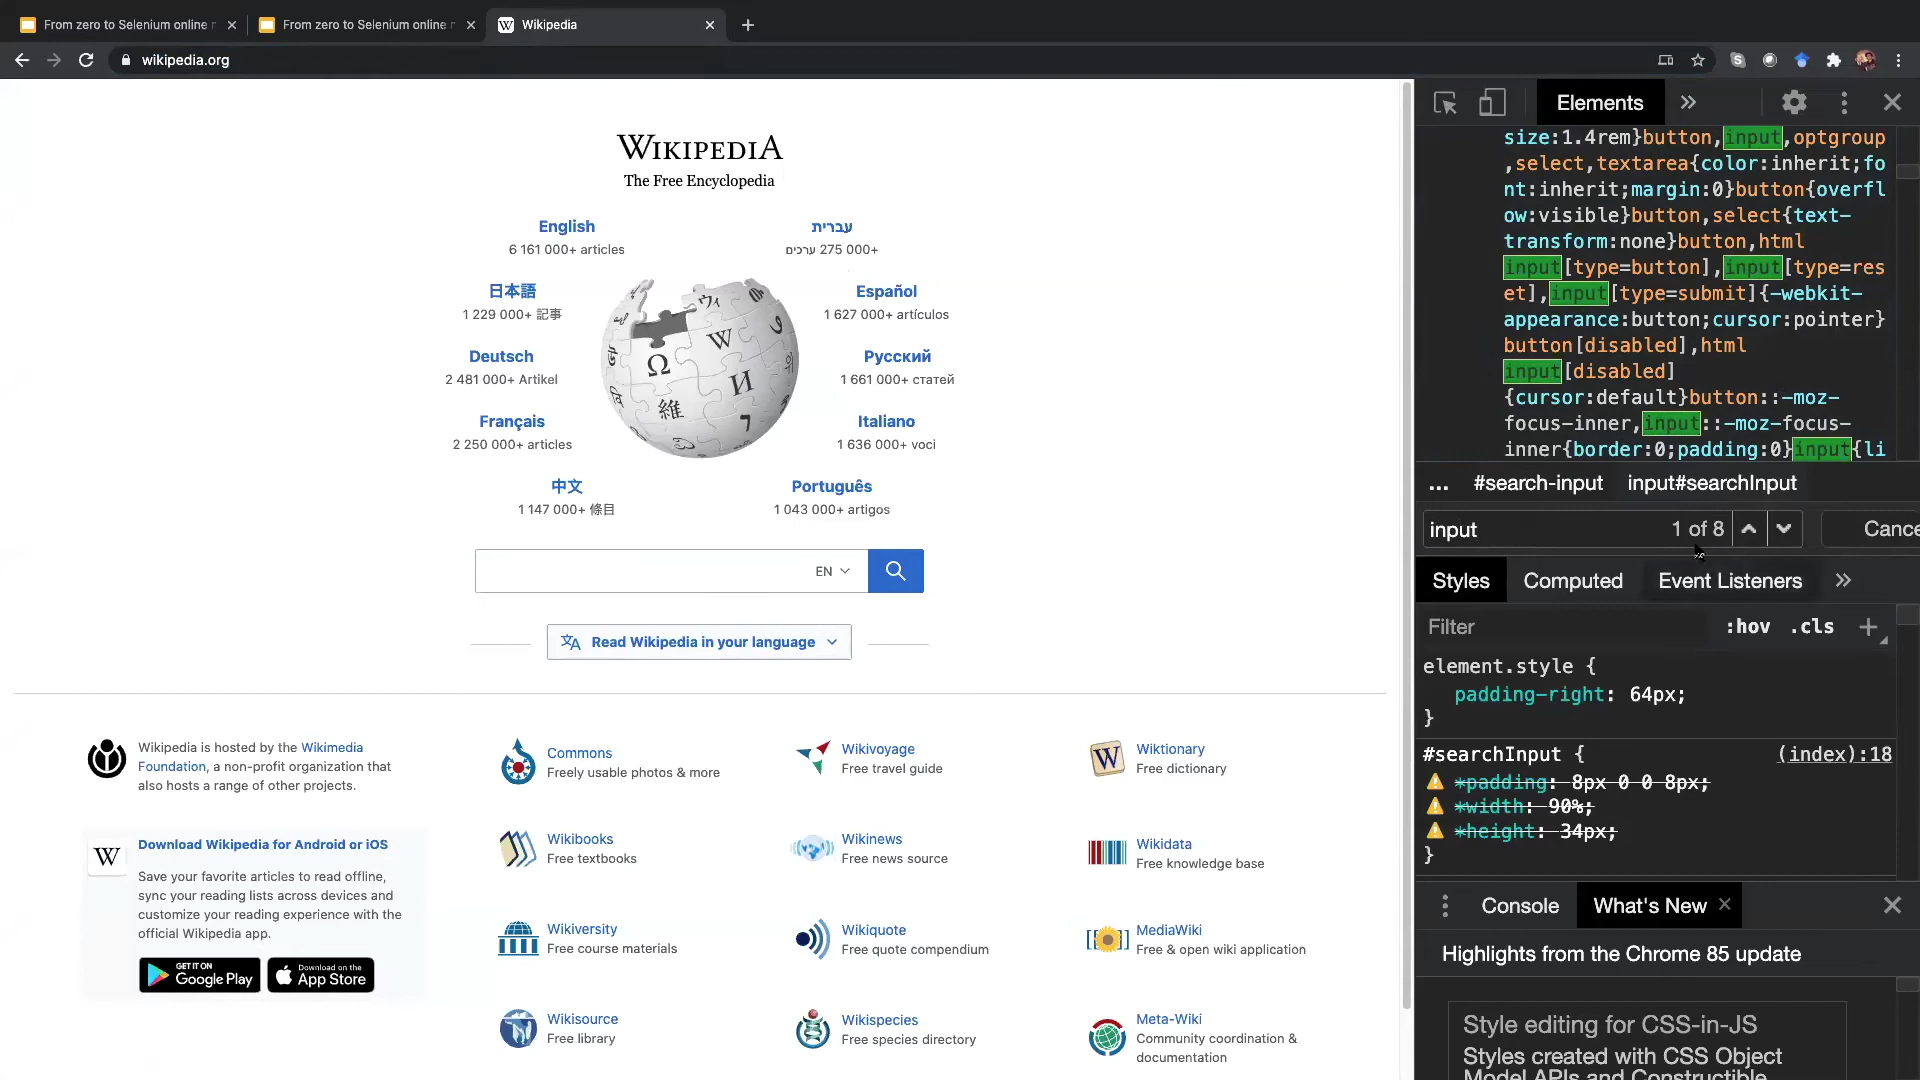 From zero to Selenium online r
From zero to Selenium online r
Wikipedia
wikipedia.org
WIKIPEDIA
The Free Encyclopedia
English
6 161 000+ articles
עברית
275 000+ ערכים
日本語
1 229 000+ 記事
Español
1 627 000+ artículos
Deutsch
2 481 000+ Artikel
Русский
1 661 000+ статей
Français
2 250 000+ articles
Italiano
1 636 000+ voci
中文
1 147 000+ 條目
Português
1 043 000+ artigos
EN
Read Wikipedia in your language
Wikipedia is hosted by the Wikimedia
Foundation, a non-profit organization that
also hosts a range of other projects.
Download Wikipedia for Android or iOS
Save your favorite articles to read offline,
sync your reading lists across devices and
customize your reading experience with the
official Wikipedia app.
GET IT ON
Google Play
Download on the
App Store
Commons
Freely usable photos & more
Wikivoyage
Free travel guide
Wiktionary
Free dictionary
Wikibooks
Free textbooks
Wikinews
Free news source
Wikidata
Free knowledge base
Wikiversity
Free course materials
Wikiquote
Free quote compendium
MediaWiki
Free & open wiki application
Wikisource
Free library
Wikispecies
Free species directory
Meta-Wiki
Community coordination &
documentation
Elements
size:1.4rem}button,input,optgroup
,select,textarea{color:inherit;fo
nt:inherit;margin:0}button{overfl
ow:visible}button,select{text-
transform:none}button,html
input[type=button],input[type=res
et],input[type=submit]{-webkit-
appearance:button;cursor:pointer}
button[disabled],html
input[disabled]
{cursor:default}button::-moz-
focus-inner,input::-moz-focus-
inner{border:0;padding:0}input{li
... #search-input input#searchInput
input 1 of 8 Cance
Styles Computed Event Listeners
Filter :hov .cls
element.style {
padding-right: 64px;
}
#searchInput { (index):18
*padding: 8px 0 0 8px;
*width: 90%;
*height: 34px;
}
Console What's New
Highlights from the Chrome 85 update
Style editing for CSS-in-JS
Styles created with CSS Object
Model APIs and Constructible